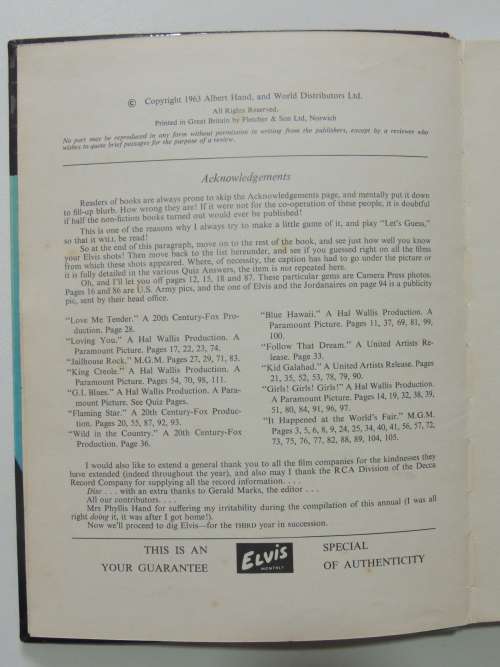 © Copyright 1963 Albert Hand, and World Distributors Ltd.
All Rights Reserved.
Printed in Great Britain by Fletcher & Son Ltd, Norwich
No part may be reproduced in any form without permission in writing from the publishers, except by a reviewer who
wishes to quote brief passages for the purpose of a review.
Acknowledgements
Readers of books are always prone to skip the Acknowledgements page, and mentally put it down
to fill-up blurb. How wrong they are! If it were not for the co-operation of these people, it is doubtful
if half the non-fiction books turned out would ever be published!
This is one of the reasons why I always try to make a little game of it, and play "Let's Guess,"
so that it will be read!
So at the end of this paragraph, move on to the rest of the book, and see just how well you know
your Elvis shots! Then move back to the list hereunder, and see if you guessed right on all the films
from which these shots appeared. Where, of necessity, the caption has had to go under the picture or
it is fully detailed in the various Quiz Answers, the item is not repeated here.
Oh, and I'll let you off pages 12, 15, 18 and 87. These particular gems are Camera Press photos.
Pages 16 and 86 are U.S. Army pics, and the one of Elvis and the Jordanaires on page 94 is a publicity
pic, sent by their head office.
"Love Me Tender." A 20th Century-Fox Pro-
duction. Page 28.
"Loving You." A Hal Wallis Production. A
Paramount Picture. Pages 17, 22, 23, 74.
"Jailhouse Rock." M.G.M. Pages 27, 29, 71, 83.
"King Creole." A Hal Wallis Production. A
Paramount Picture. Pages 54, 70, 98, 111.
"G.I. Blues." A Hal Wallis Production. A Para-
mount Picture. See Quiz Pages.
"Flaming Star." A 20th Century-Fox Produc-
tion. Pages 20, 55, 87, 92, 93.
"Wild in the Country." A 20th Century-Fox
Production. Page 36.
"Blue Hawaii." A Hal Wallis Production. A
Paramount Picture. Pages 11, 37, 69, 81, 99,
100.
"Follow That Dream." A United Artists Re-
lease. Page 33.
"Kid Galahad." A United Artists Release. Pages
21, 35, 52, 53, 78, 79, 90.
"Girls! Girls! Girls!" A Hal Wallis Production.
A Paramount Picture. Pages 14, 19, 32, 38, 39,
51, 80, 84, 91, 96, 97.
"It Happened at the World's Fair." M.G.M.
Pages 3, 5, 6, 8, 9, 24, 25, 34, 40, 41, 56, 57, 72,
73, 75, 76, 77, 82, 88, 89, 104, 105.
I would also like to extend a general thank you to all the film companies for the kindnesses they
have extended (indeed throughout the year), and also may I thank the RCA Division of the Decca
Record Company for supplying all the record information. . . .
Disc . . . with an extra thanks to Gerald Marks, the editor . . .
All our contributors. . . .
Mrs Phyllis Hand for suffering my irritability during the compilation of this annual (I was all
right doing it, it was after I got home!).
Now we'll proceed to dig Elvis—for the THIRD year in succession.
THIS IS AN
YOUR GUARANTEE
ELVIS
MONTHLY
SPECIAL
OF AUTHENTICITY